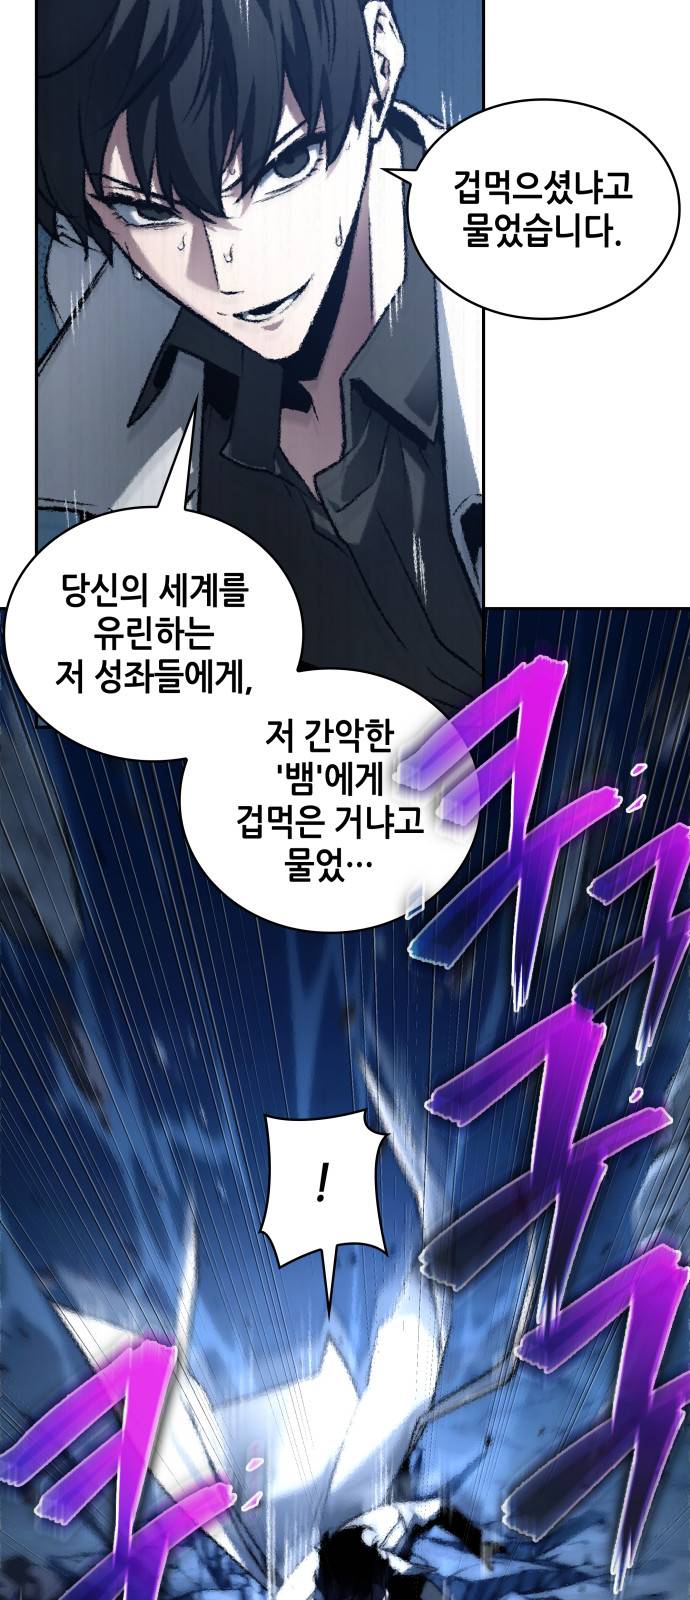 겁먹으셨냐고
물었습니다.
당신의 세계를
유린하는
저 성좌들에게,
저 간악한
'뱀'에게
겁먹은 거냐고
물었…
!